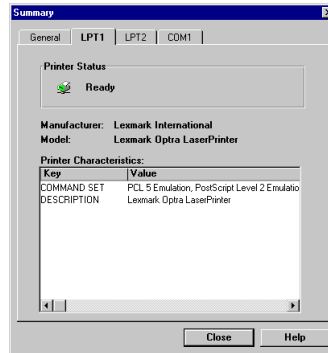 Summary
General LPT1 LPT2 COM1
Printer Status
Ready
Manufacturer: Lexmark International
Model: Lexmark Optra LaserPrinter
Printer Characteristics:
Key Value
COMMAND SET PCL 5 Emulation, PostScript Level 2 Emulatio
DESCRIPTION Lexmark Optra LaserPrinter
Close Help